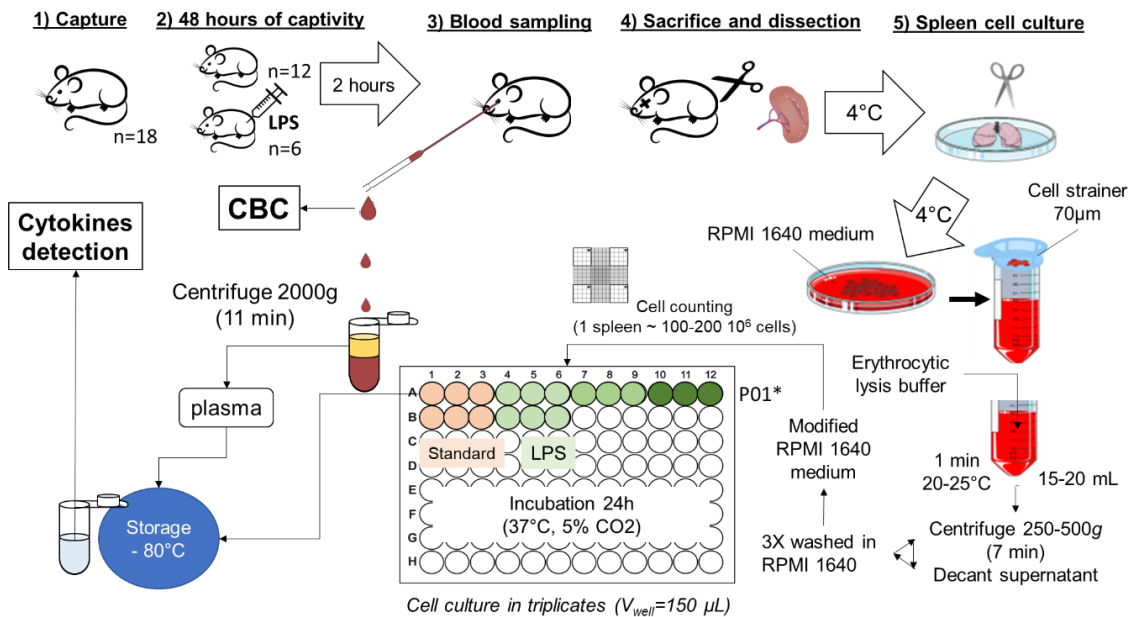 1) Capture
2) 48 hours of captivity
3) Blood sampling
4) Sacrifice and dissection
5) Spleen cell culture
n=18
n=12
LPS
n=6
2 hours
4°C
4°C
Cell strainer
70µm
RPMI 1640 medium
CBC
Cytokines
detection
Centrifuge 2000g
(11 min)
plasma
Storage
- 80°C
Cell counting
(1 spleen ~ 100-200 10⁶ cells)
1 2 3 4 5 6 7 8 9 10 11 12
A
B
C
D
E
F
G
H
P01*
Standard
LPS
Incubation 24h
(37°C, 5% CO2)
Cell culture in triplicates (Vwell=150 µL)
Modified
RPMI 1640
medium
3X washed in
RPMI 1640
Erythrocytic
lysis buffer
1 min
20-25°C
15-20 mL
Centrifuge 250-500g
(7 min)
Decant supernatant